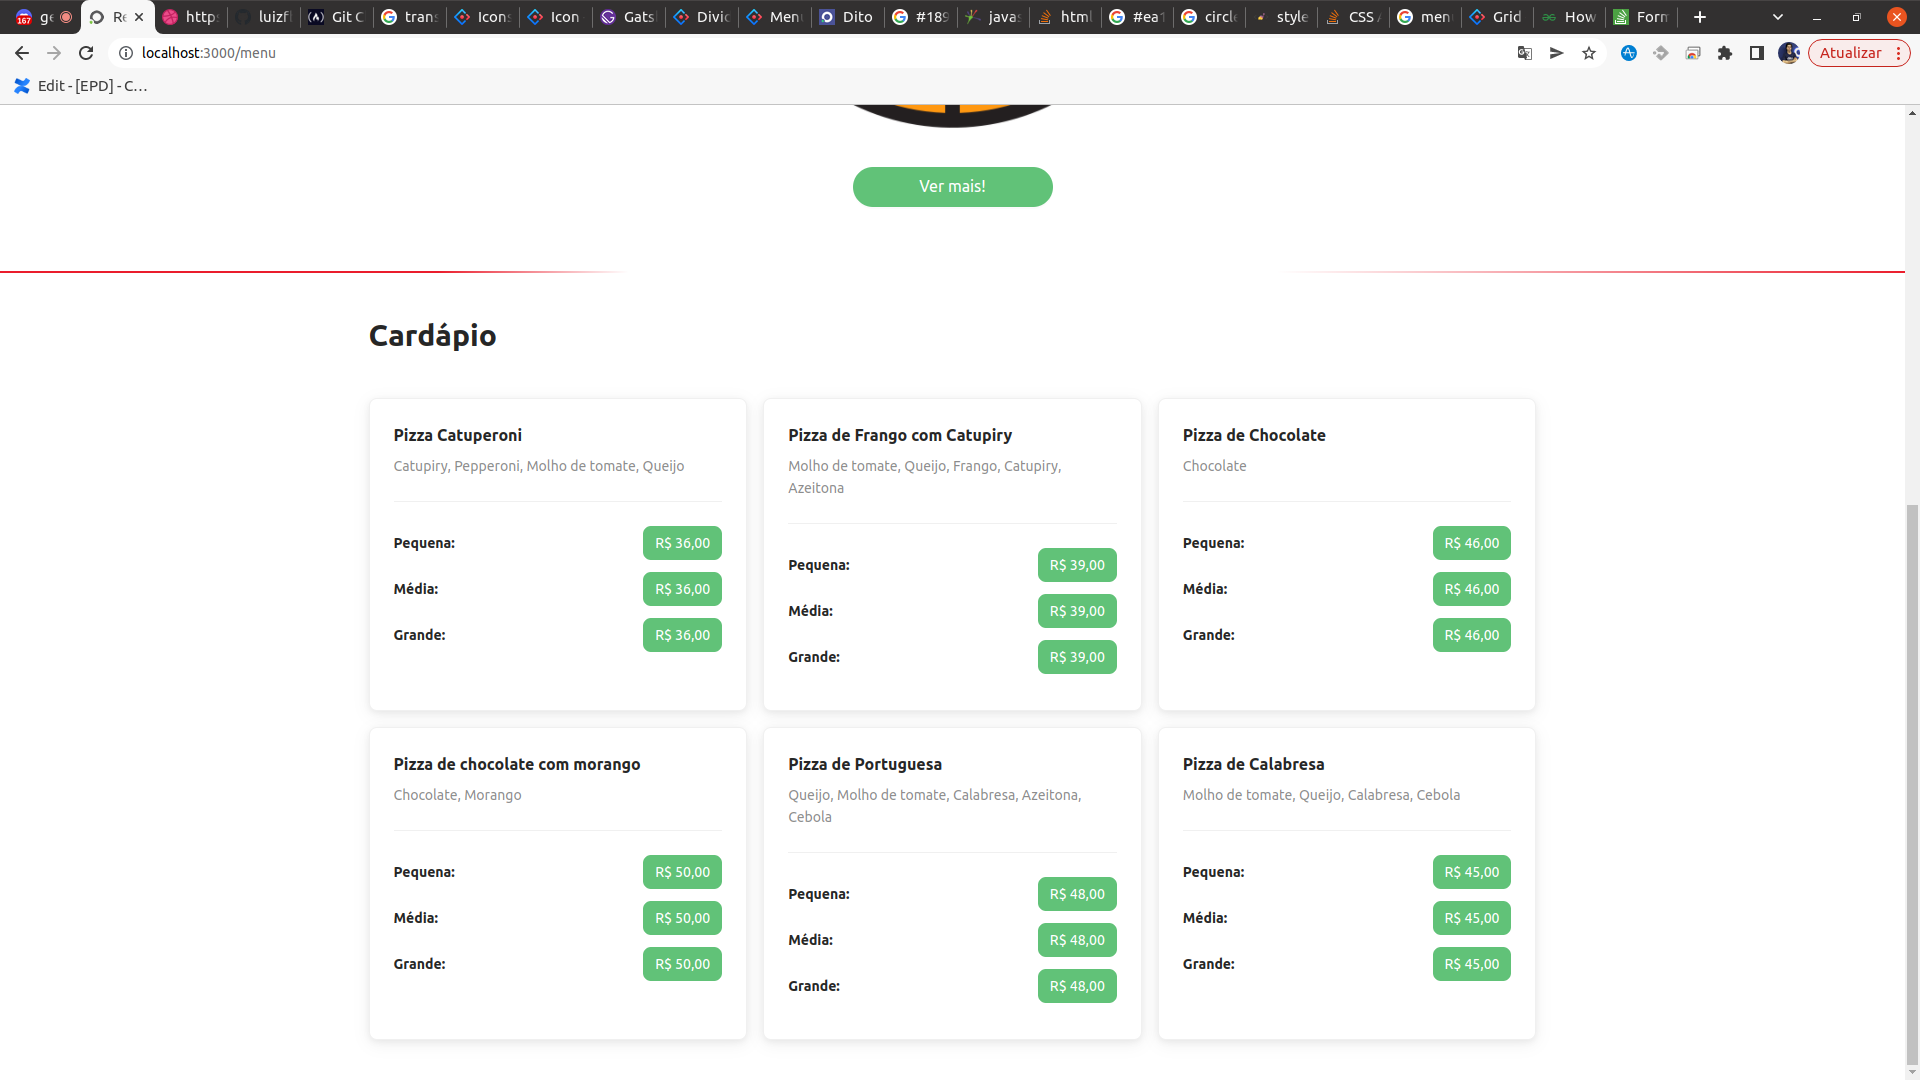 167
ge
Re
https
luizfl
Git C
trans
Icons
Icon
Gatsb
Divid
Menu
Dito
#189
javas
html
#ea1
circle
style
CSS A
men
Grid
How
Form
localhost:3000/menu
Atualizar
Edit - [EPD] - C...
Ver mais!
Cardápio
Pizza Catuperoni
Catupiry, Pepperoni, Molho de tomate, Queijo
Pequena: R$ 36,00
Média: R$ 36,00
Grande: R$ 36,00
Pizza de Frango com Catupiry
Molho de tomate, Queijo, Frango, Catupiry,
Azeitona
Pequena: R$ 39,00
Média: R$ 39,00
Grande: R$ 39,00
Pizza de Chocolate
Chocolate
Pequena: R$ 46,00
Média: R$ 46,00
Grande: R$ 46,00
Pizza de chocolate com morango
Chocolate, Morango
Pequena: R$ 50,00
Média: R$ 50,00
Grande: R$ 50,00
Pizza de Portuguesa
Queijo, Molho de tomate, Calabresa, Azeitona,
Cebola
Pequena: R$ 48,00
Média: R$ 48,00
Grande: R$ 48,00
Pizza de Calabresa
Molho de tomate, Queijo, Calabresa, Cebola
Pequena: R$ 45,00
Média: R$ 45,00
Grande: R$ 45,00